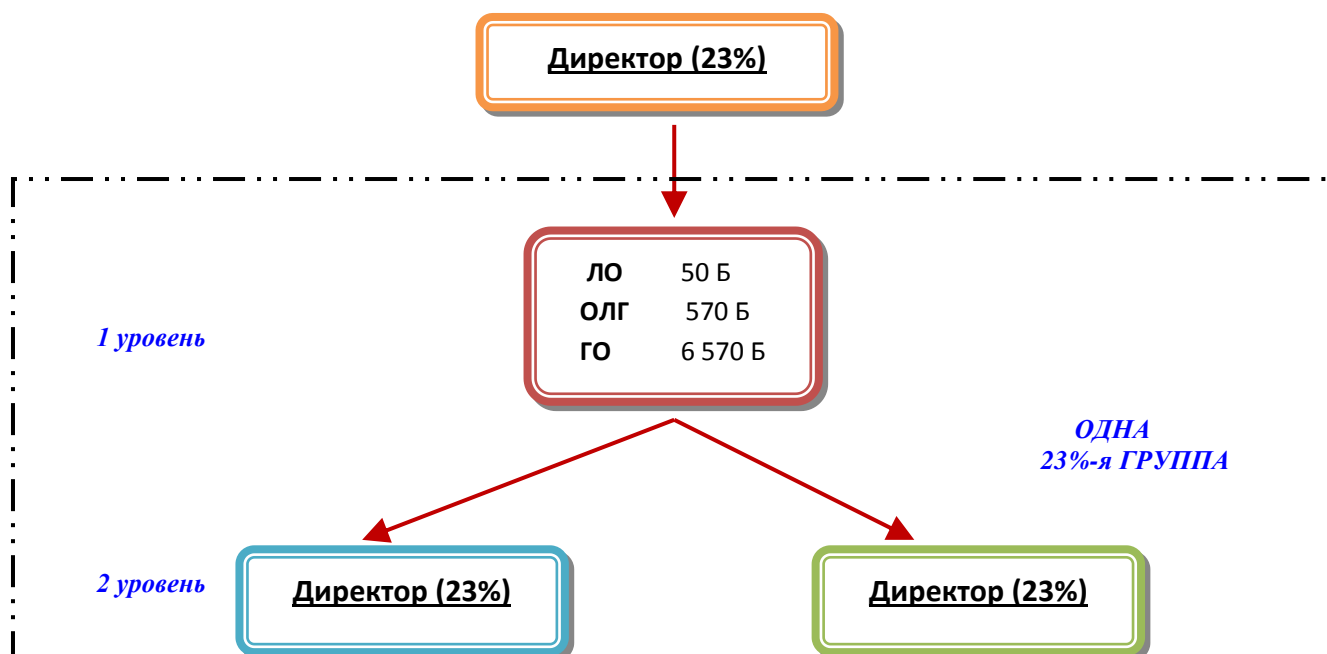 Директор (23%)
ЛО 50 Б
ОЛГ 570 Б
ГО 6 570 Б
1 уровень
ОДНА
23%-я ГРУППА
2 уровень
Директор (23%)
Директор (23%)